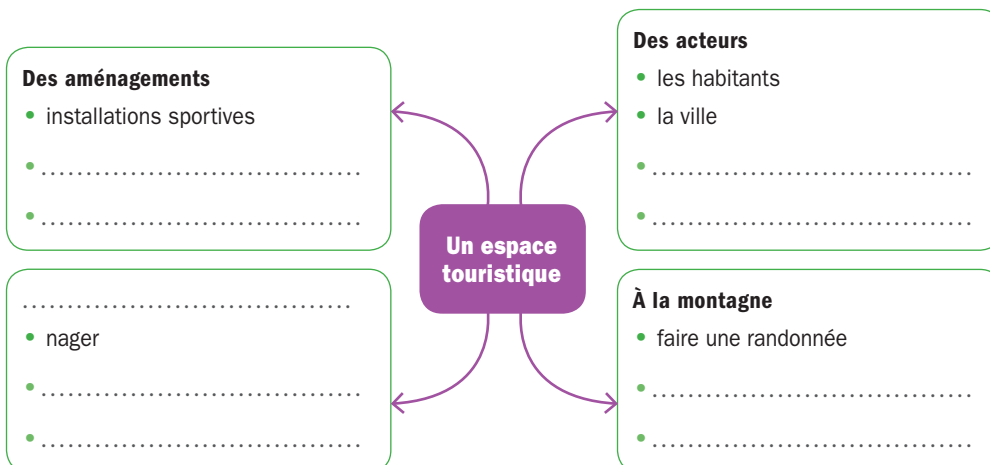 Des aménagements
• installations sportives
• ....................................
• ....................................
Des acteurs
• les habitants
• la ville
• ....................................
• ....................................
Un espace
touristique
.....................................
• nager
• ....................................
• ....................................
À la montagne
• faire une randonnée
• ....................................
• ....................................